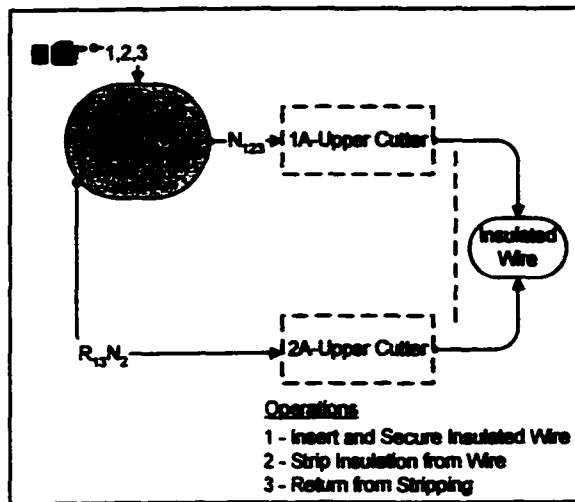 1,2,3
N₁₂₃
1A-Upper Cutter
Insulated
Wire
R₁₃N₂
2A-Upper Cutter
Operations
1 - Insert and Secure Insulated Wire
2 - Strip Insulation from Wire
3 - Return from Stripping